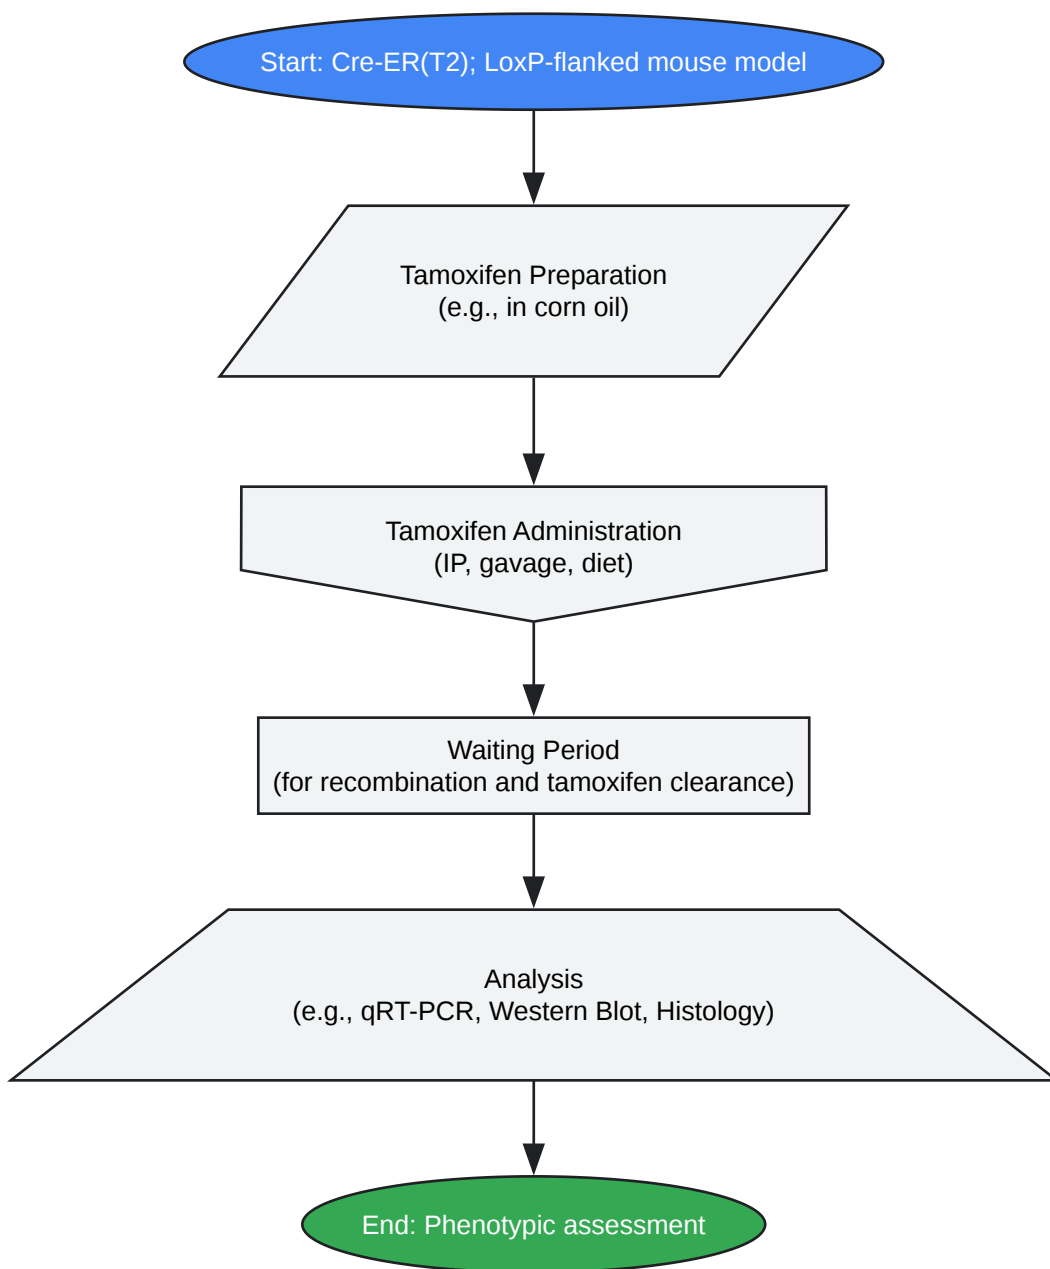 Start: Cre-ER(T2); LoxP-flanked mouse model
Tamoxifen Preparation
(e.g., in corn oil)
Tamoxifen Administration
(IP, gavage, diet)
Waiting Period
(for recombination and tamoxifen clearance)
Analysis
(e.g., qRT-PCR, Western Blot, Histology)
End: Phenotypic assessment